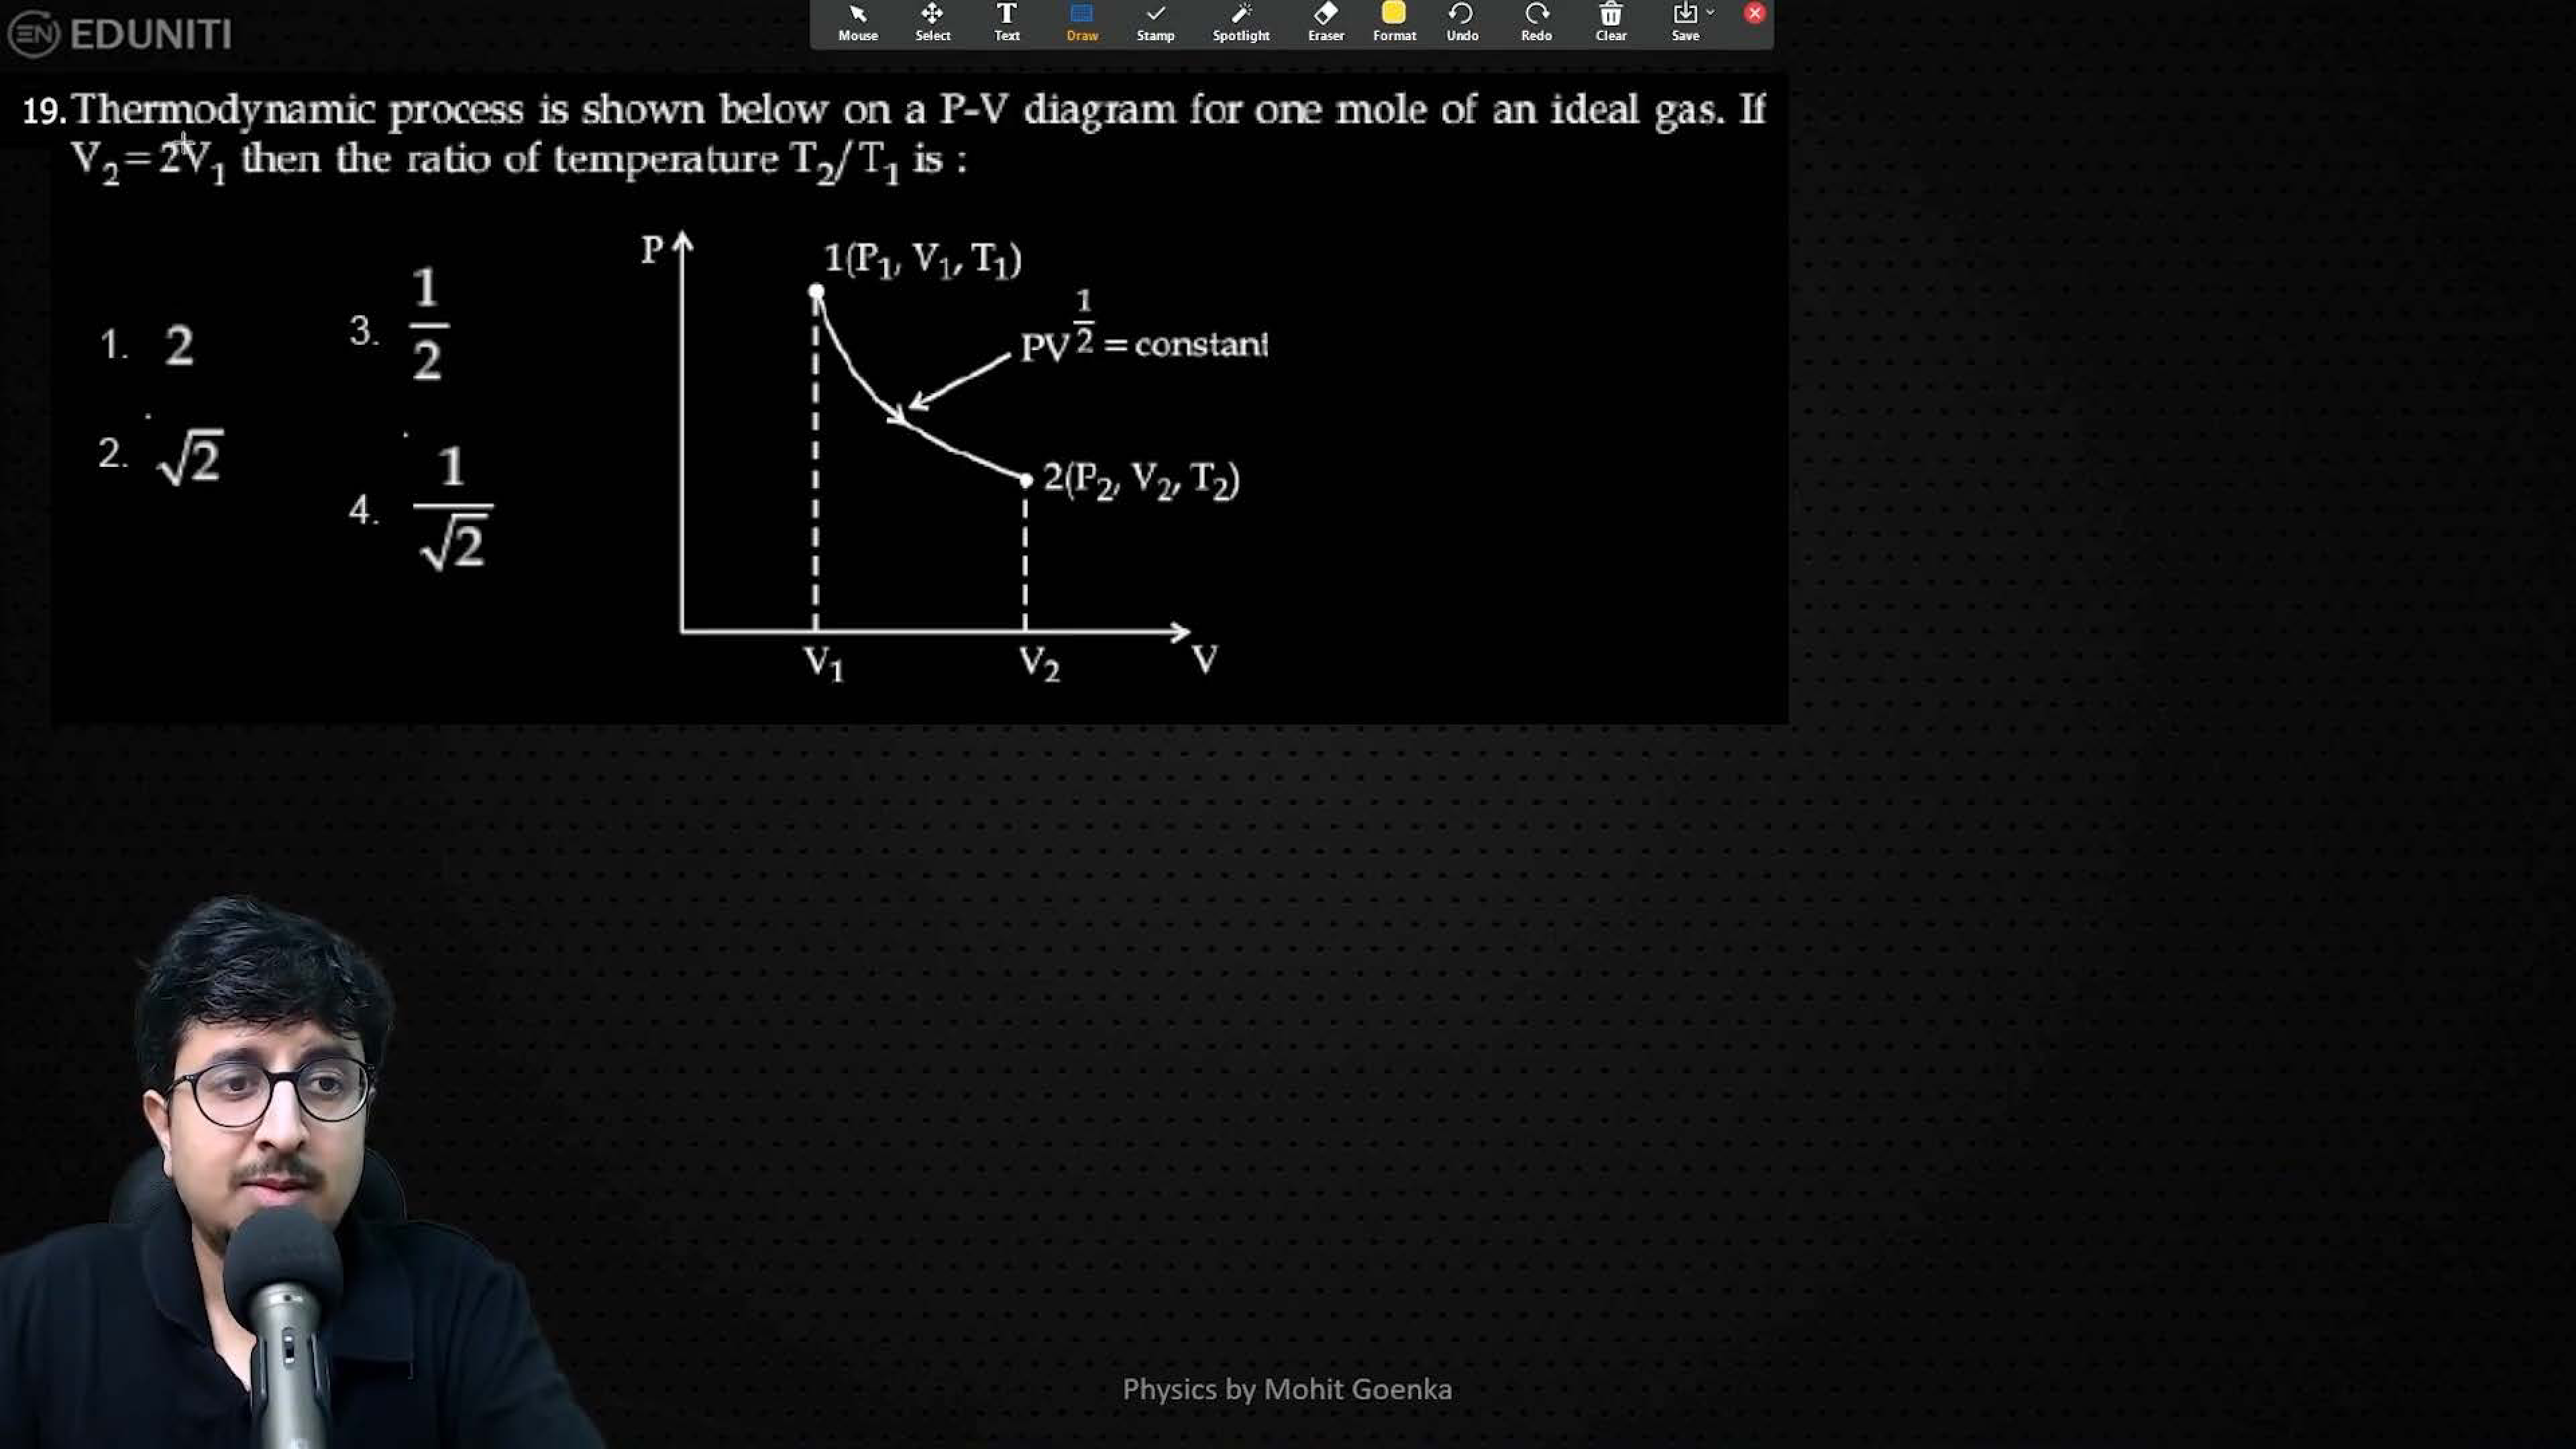 EN EDUNITI
Mouse Select Text Draw Stamp Spotlight Eraser Format Undo Redo Clear Save
19. Thermodynamic process is shown below on a P-V diagram for one mole of an ideal gas. If
V₂ = 2V₁ then the ratio of temperature T₂/T₁ is :
1. 2
2. √2
3. 1/2
4. 1/√2
P
1(P₁, V₁, T₁)
PV^(1/2) = constant
2(P₂, V₂, T₂)
V₁ V₂ V
Physics by Mohit Goenka